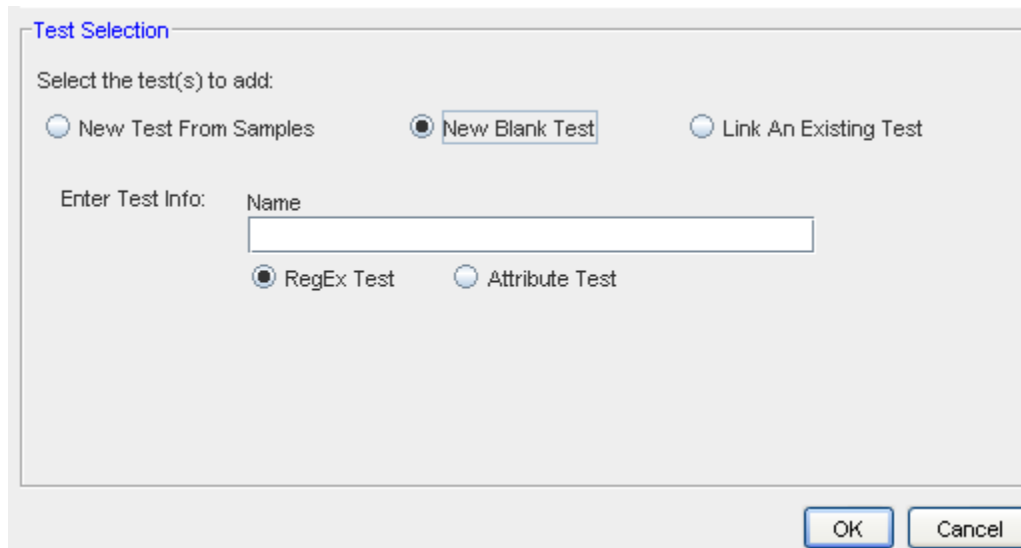 Test Selection
Select the test(s) to add:
New Test From Samples New Blank Test Link An Existing Test
Enter Test Info: Name
RegEx Test Attribute Test
OK Cancel